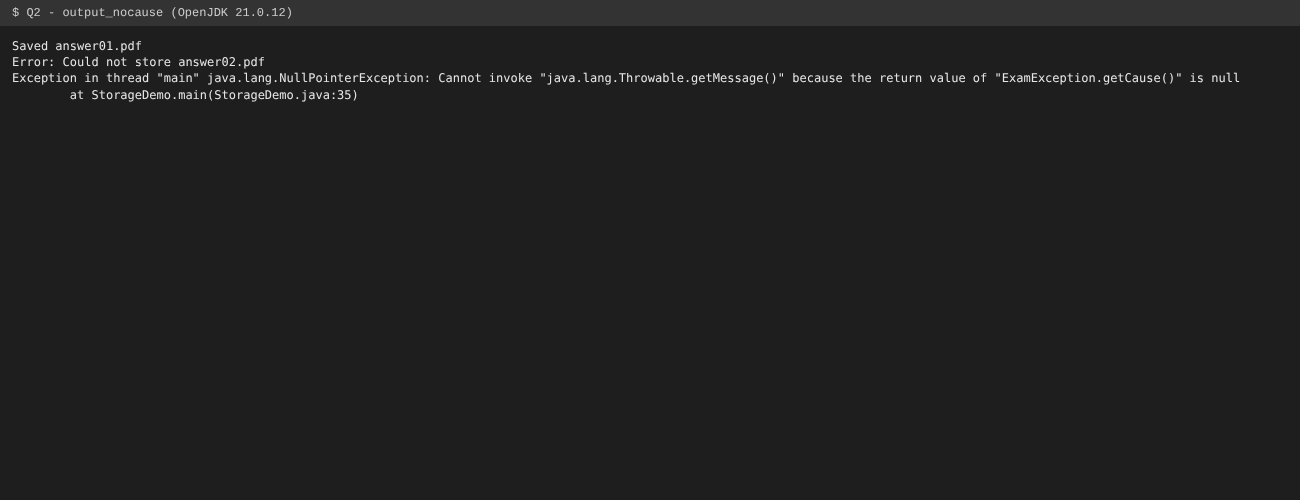 $ Q2 - output_nocause (OpenJDK 21.0.12)
Saved answer01.pdf
Error: Could not store answer02.pdf
Exception in thread "main" java.lang.NullPointerException: Cannot invoke "java.lang.Throwable.getMessage()" because the return value of "ExamException.getCause()" is null
        at StorageDemo.main(StorageDemo.java:35)